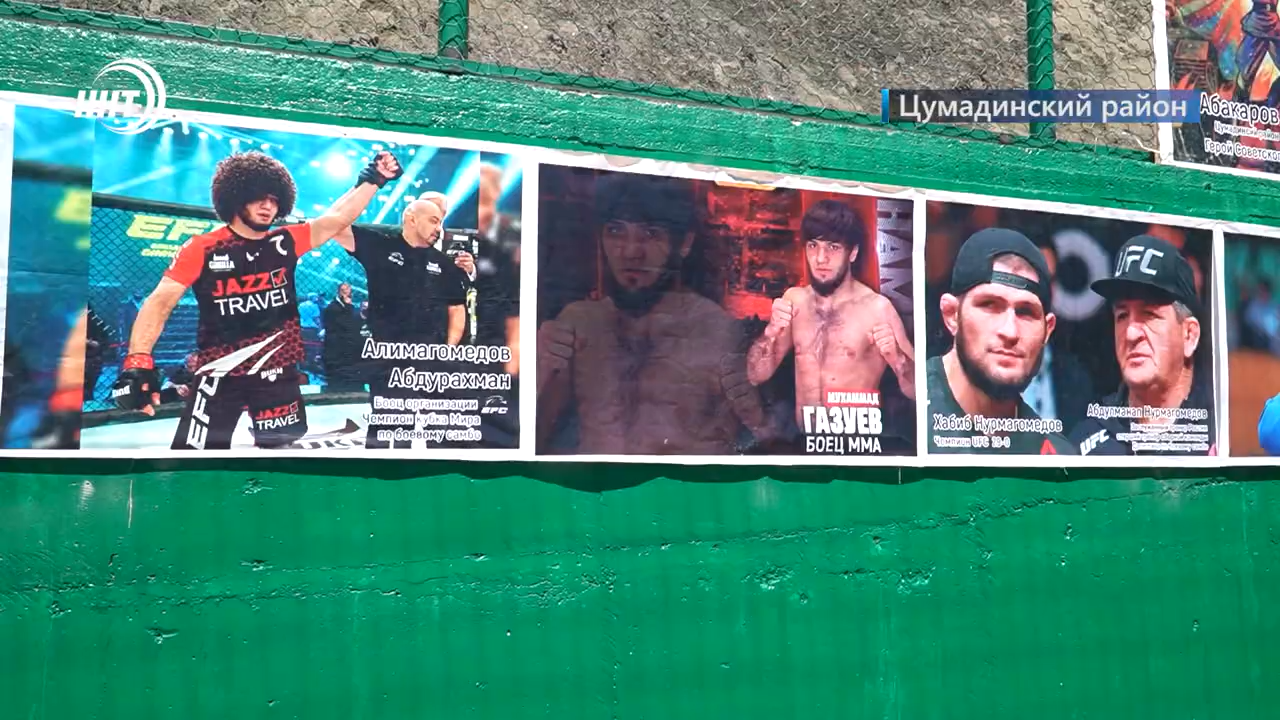 ННТ
Цумадинский район
Абакаров
Цумадинский район
Герой Советско
EFC
JAZZ
TRAVEL
EFC
JAZZ
TRAVEL
Алимагомедов
Абдурахман
Боец организации
EFC
Чемпион кубка Мира
по боевому самбо
МУХАММАД
ГАЗУЕВ
БОЕЦ ММА
UFC
UFC
Хабиб Нурмагомедов
Чемпион UFC 29-0
Абдулманап Нурмагомедов